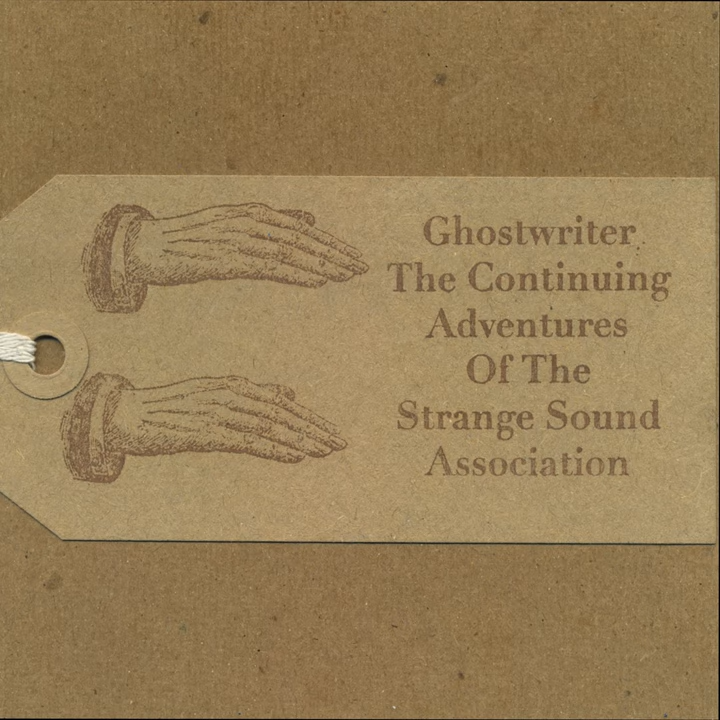 Ghostwriter
The Continuing
Adventures
Of The
Strange Sound
Association